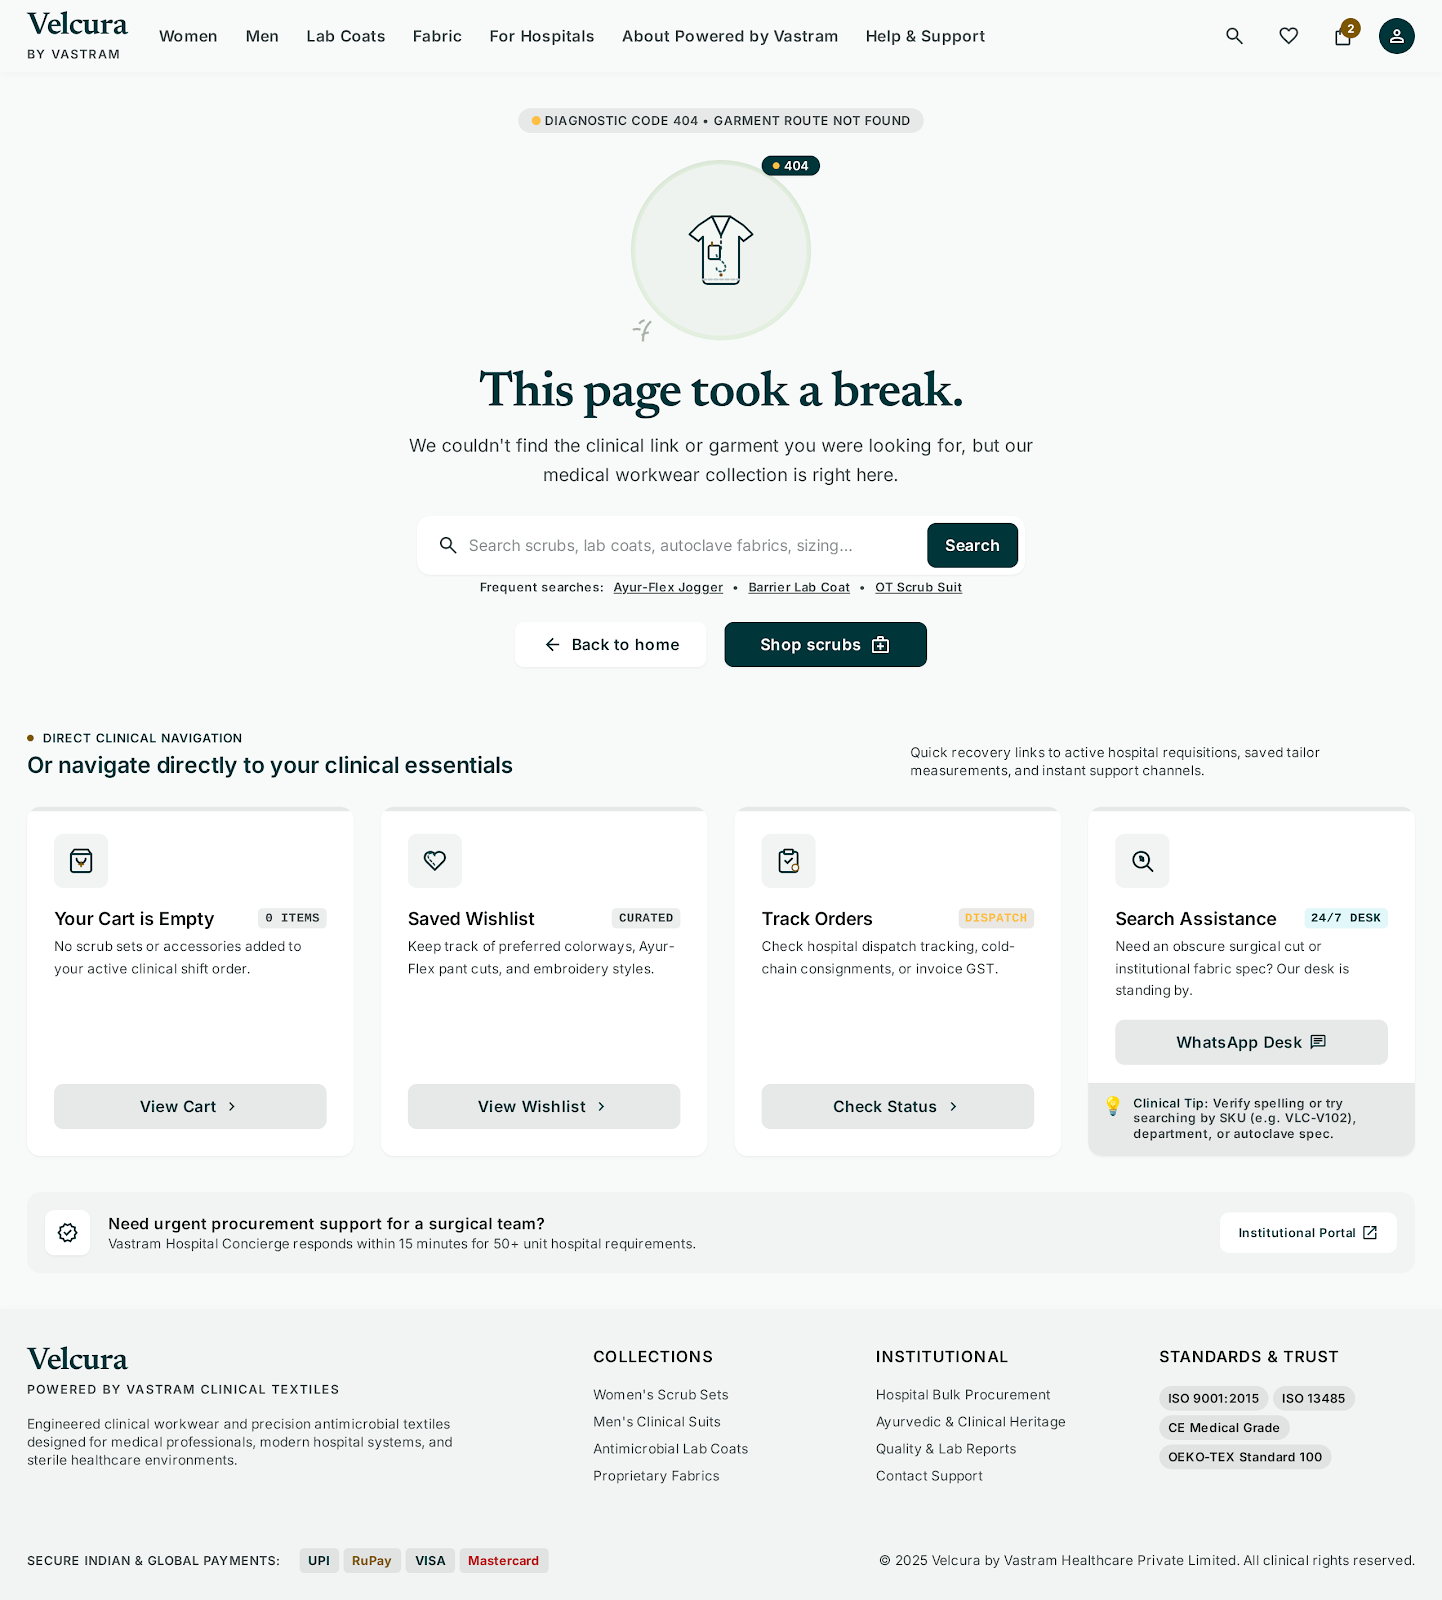 Velcura
BY VASTRAM
Women Men Lab Coats Fabric For Hospitals About Powered by Vastram Help & Support
2
DIAGNOSTIC CODE 404 • GARMENT ROUTE NOT FOUND
404
This page took a break.
We couldn't find the clinical link or garment you were looking for, but our
medical workwear collection is right here.
Search scrubs, lab coats, autoclave fabrics, sizing...
Search
Frequent searches: Ayur-Flex Jogger • Barrier Lab Coat • OT Scrub Suit
Back to home
Shop scrubs
DIRECT CLINICAL NAVIGATION
Or navigate directly to your clinical essentials
Quick recovery links to active hospital requisitions, saved tailor
measurements, and instant support channels.
Your Cart is Empty
0 ITEMS
No scrub sets or accessories added to
your active clinical shift order.
View Cart
Saved Wishlist
CURATED
Keep track of preferred colorways, Ayur-
Flex pant cuts, and embroidery styles.
View Wishlist
Track Orders
DISPATCH
Check hospital dispatch tracking, cold-
chain consignments, or invoice GST.
Check Status
Search Assistance
24/7 DESK
Need an obscure surgical cut or
institutional fabric spec? Our desk is
standing by.
WhatsApp Desk
Clinical Tip: Verify spelling or try
searching by SKU (e.g. VLC-V102),
department, or autoclave spec.
Need urgent procurement support for a surgical team?
Vastram Hospital Concierge responds within 15 minutes for 50+ unit hospital requirements.
Institutional Portal
Velcura
POWERED BY VASTRAM CLINICAL TEXTILES
Engineered clinical workwear and precision antimicrobial textiles
designed for medical professionals, modern hospital systems, and
sterile healthcare environments.
COLLECTIONS
Women's Scrub Sets
Men's Clinical Suits
Antimicrobial Lab Coats
Proprietary Fabrics
INSTITUTIONAL
Hospital Bulk Procurement
Ayurvedic & Clinical Heritage
Quality & Lab Reports
Contact Support
STANDARDS & TRUST
ISO 9001:2015
ISO 13485
CE Medical Grade
OEKO-TEX Standard 100
SECURE INDIAN & GLOBAL PAYMENTS:
UPI
RuPay
VISA
Mastercard
© 2025 Velcura by Vastram Healthcare Private Limited. All clinical rights reserved.